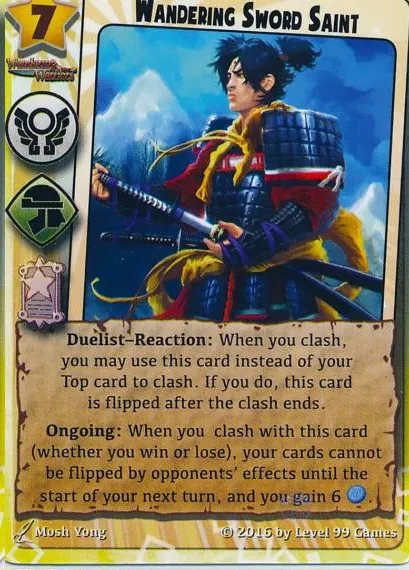 7
Wandering Sword Saint
Wanderers
Warriors
Duelist–Reaction: When you clash,
you may use this card instead of your
Top card to clash. If you do, this card
is flipped after the clash ends.
Ongoing: When you clash with this card
(whether you win or lose), your cards cannot
be flipped by opponents' effects until the
start of your next turn, and you gain 6
Mosh Yong
© 2016 by Level 99 Games